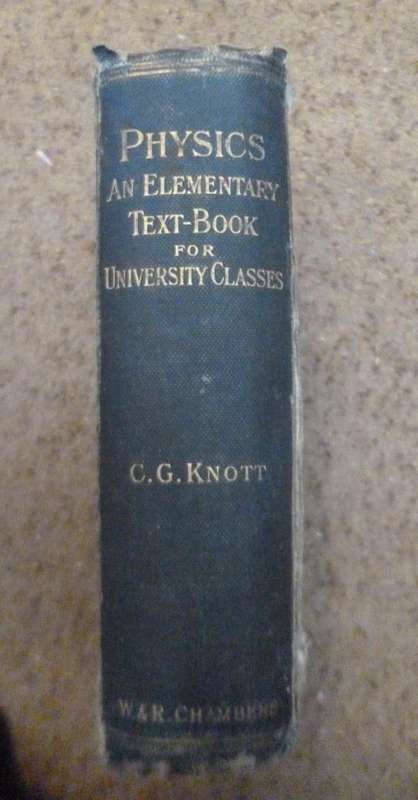 PHYSICS
AN ELEMENTARY
TEXT-BOOK
FOR
UNIVERSITY CLASSES
C. G. KNOTT
W & R. CHAMBERS